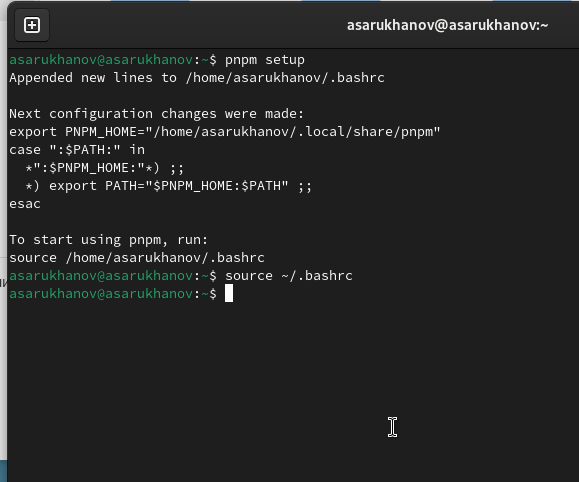 asarukhanov@asarukhanov:~
asarukhanov@asarukhanov:~$ pnpm setup
Appended new lines to /home/asarukhanov/.bashrc
Next configuration changes were made:
export PNPM_HOME="/home/asarukhanov/.local/share/pnpm"
case ":$PATH:" in
  *":$PNPM_HOME:"*) ;;
  *) export PATH="$PNPM_HOME:$PATH" ;;
esac
To start using pnpm, run:
source /home/asarukhanov/.bashrc
asarukhanov@asarukhanov:~$ source ~/.bashrc
asarukhanov@asarukhanov:~$